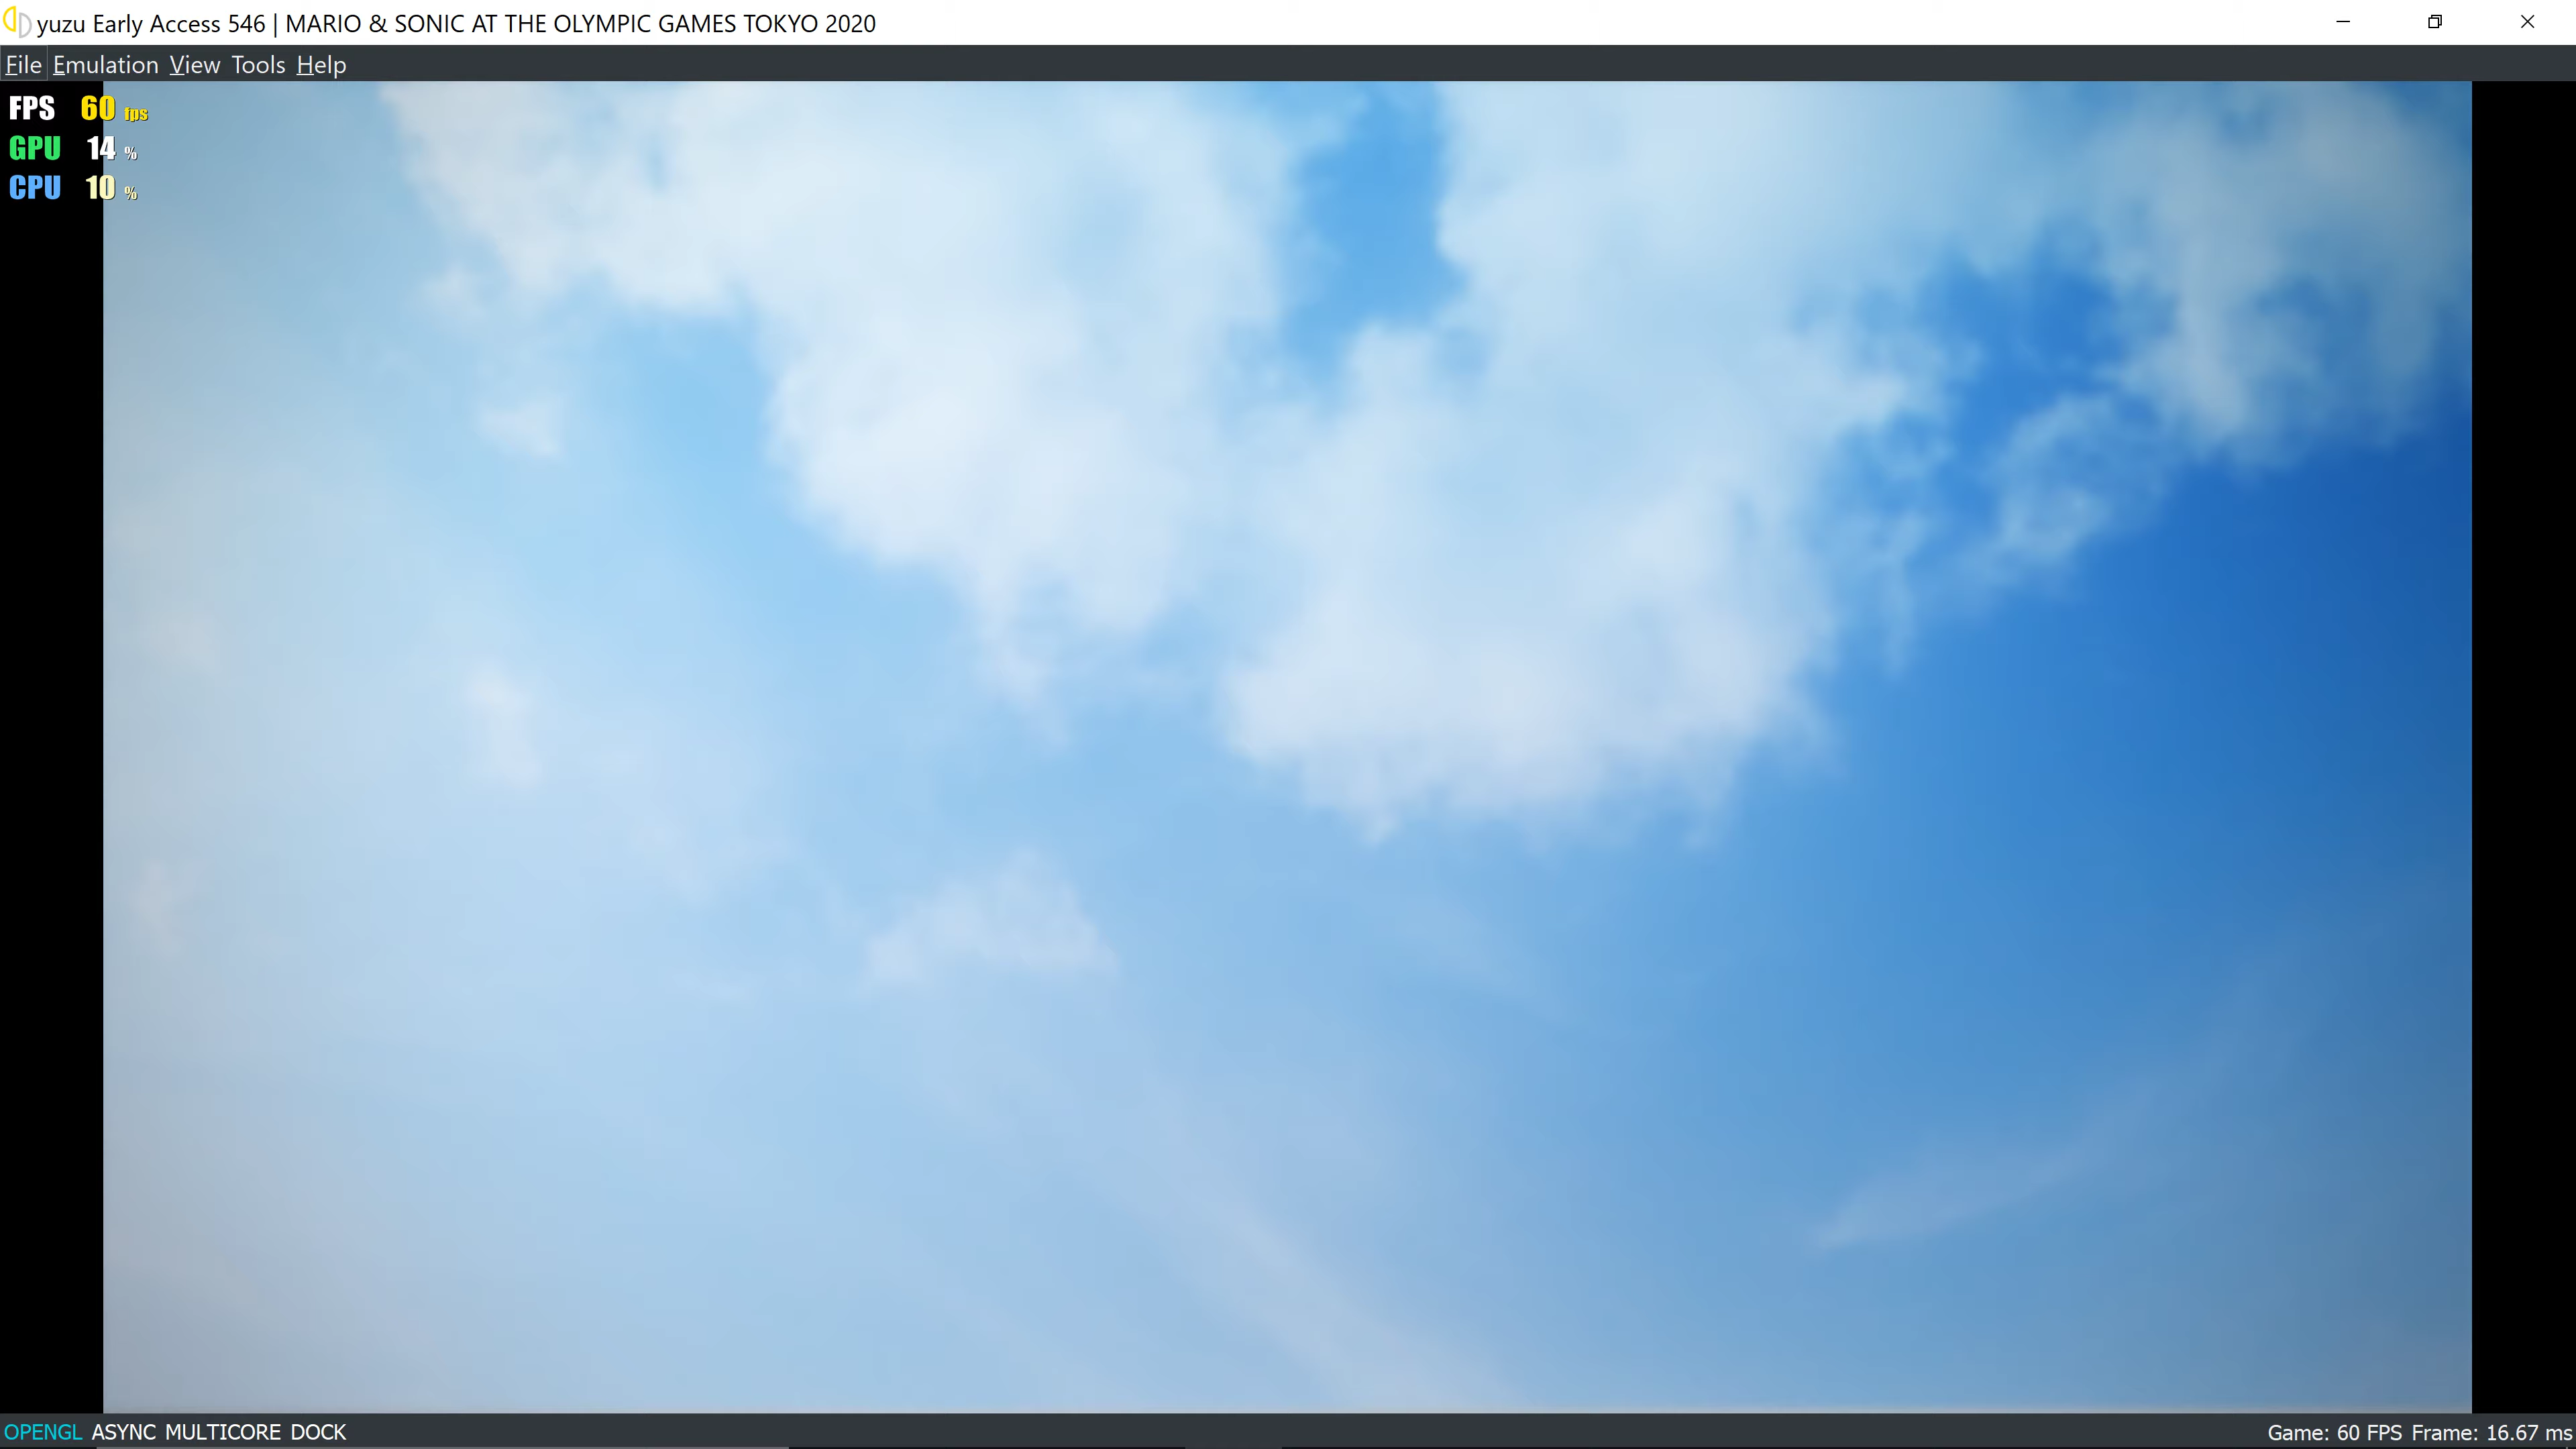 yuzu Early Access 546 | MARIO & SONIC AT THE OLYMPIC GAMES TOKYO 2020
File Emulation View Tools Help
FPS 60 fps
GPU 14 %
CPU 10 %
OPENGL ASYNC MULTICORE DOCK Game: 60 FPS Frame: 16.67 ms